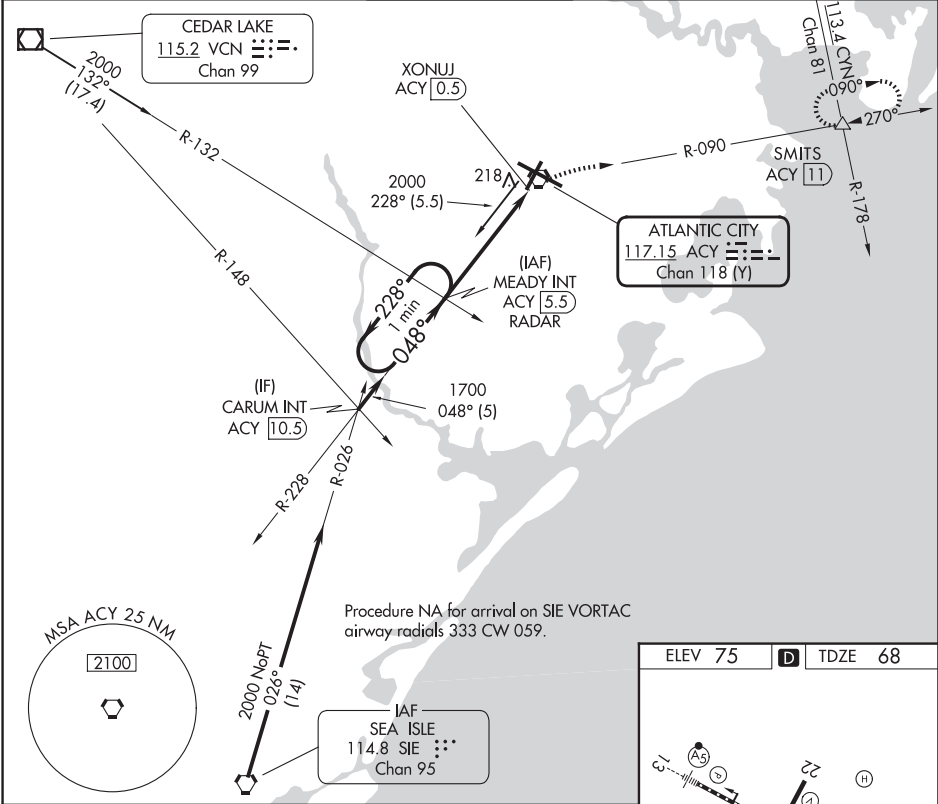 CEDAR LAKE
115.2 VCN
Chan 99
2000
132°
(17.4)
R-132
R-148
XONUJ
ACY 0.5
113.4 CYN
Chan 81
090°
270°
SMITS
ACY 11
R-090
R-178
218
2000
228° (5.5)
ATLANTIC CITY
117.15 ACY
Chan 118 (Y)
(IAF)
MEADY INT
ACY 5.5
RADAR
228°
1 min
048°
(IF)
CARUM INT
ACY 10.5
1700
048° (5)
R-228
R-026
Procedure NA for arrival on SIE VORTAC
airway radials 333 CW 059.
MSA ACY 25 NM
2100
2000 NoPT
026°
(14)
IAF
SEA ISLE
114.8 SIE
Chan 95
ELEV 75 D TDZE 68
A5
P
13
22
V
H